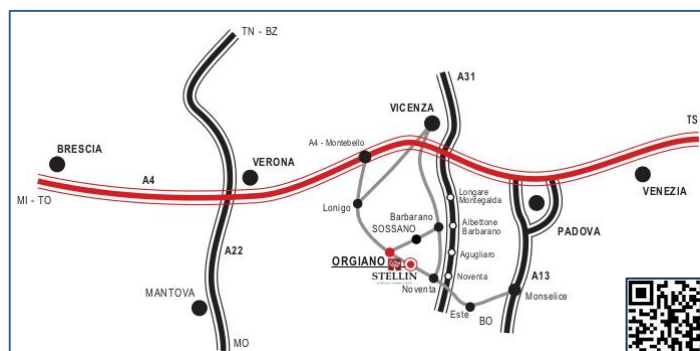 TN - BZ
A31
VICENZA
TS
BRESCIA
A4 - Montebello
VERONA
VENEZIA
A4
MI - TO
Longare
Montegalda
Lonigo
Barbarano
Albettone
Barbarano
SOSSANO
PADOVA
A22
ORGIANO
Agugliaro
STELLIN
Noventa
A13
Noventa
MANTOVA
Monselice
Este
BO
MO